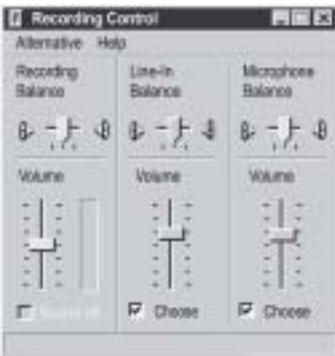 Recording Control
Alternative Help
Recording Balance
Line-In Balance
Microphone Balance
Volume
Volume
Volume
Choose
Choose